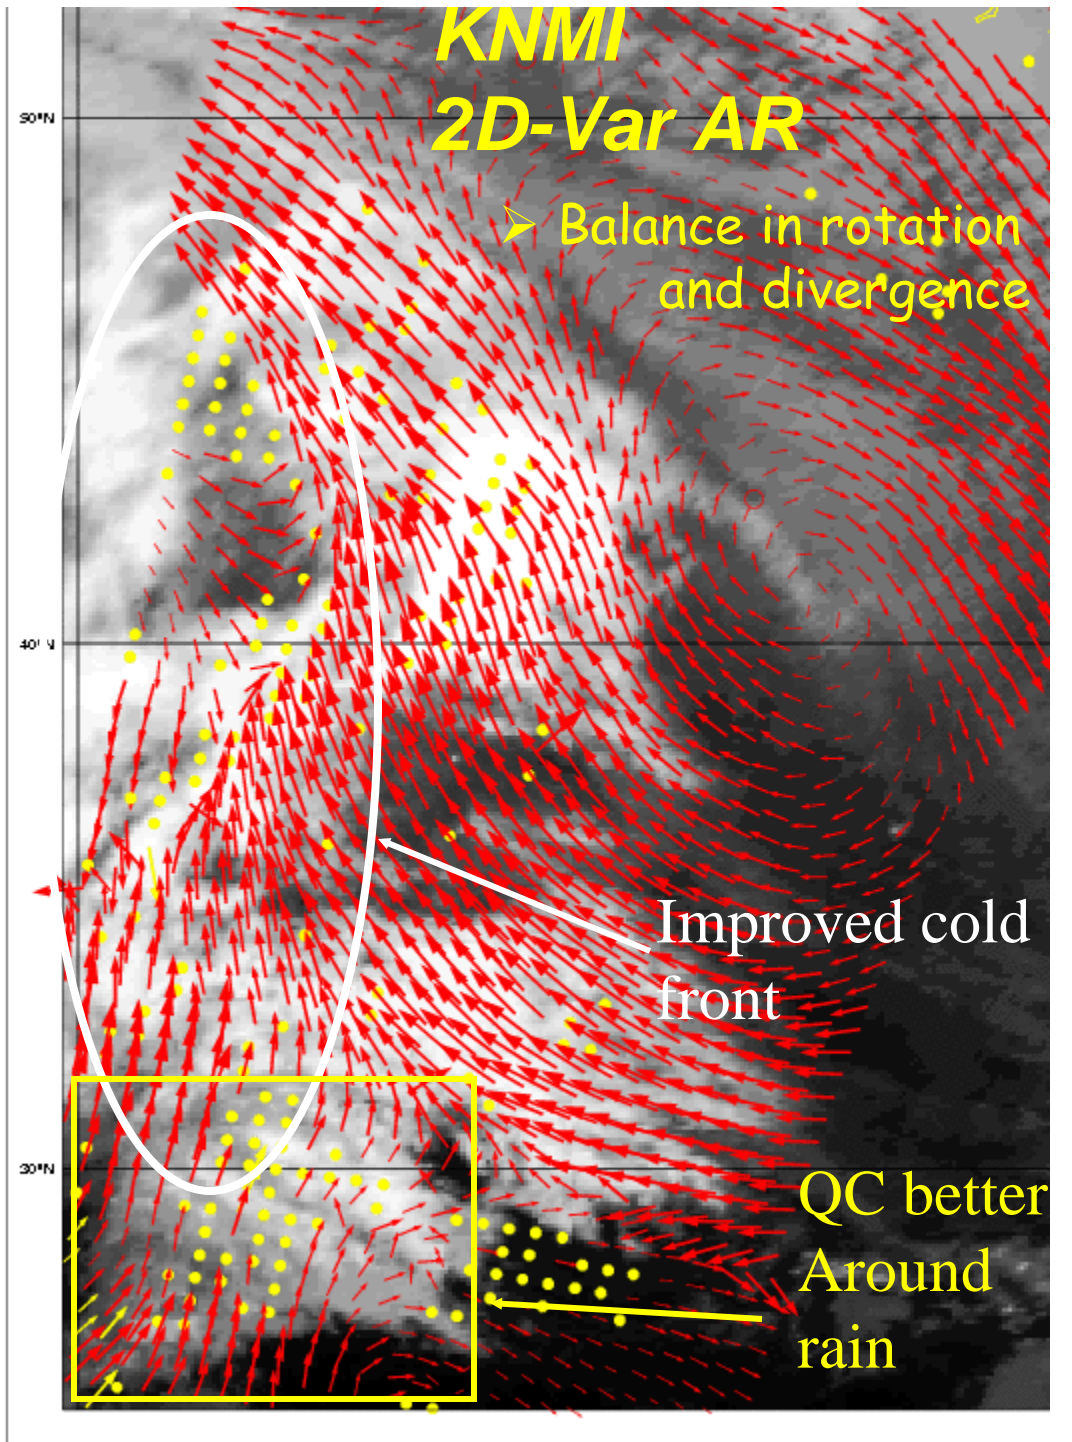 KNMI
2D-Var AR
50°N
➢ Balance in rotation
and divergence
40°N
Improved cold
front
30°N
QC better
Around
rain